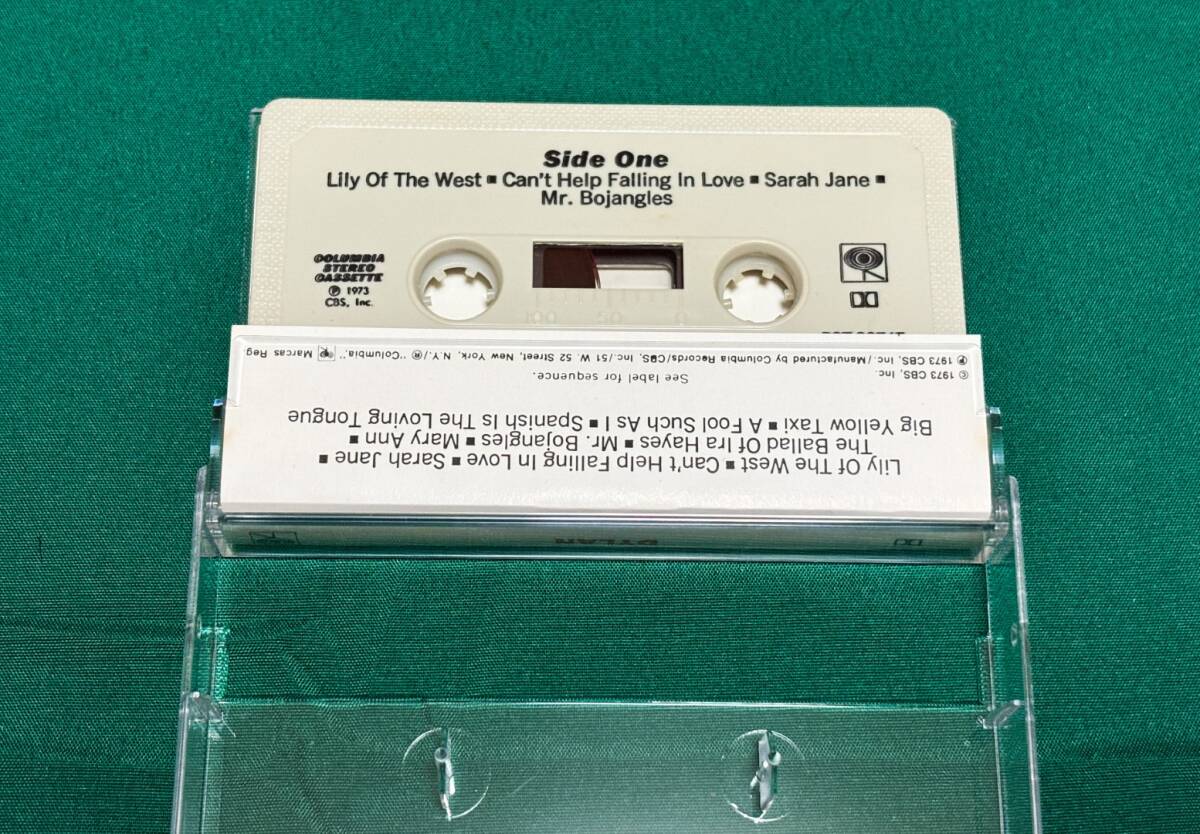 Side One
Lily Of The West ■ Can't Help Falling In Love ■ Sarah Jane ■
Mr. Bojangles
COLUMBIA
STEREO
CASSETTE
℗ 1973
CBS, Inc.
100 50 0
Lily Of The West ■ Can't Help Falling In Love ■ Sarah Jane ■
The Ballad Of Ira Hayes ■ Mr. Bojangles ■ Mary Ann ■
Big Yellow Taxi ■ A Fool Such As I ■ Spanish Is The Loving Tongue
See label for sequence.
© 1973 CBS, Inc.
℗ 1973 CBS, Inc./Manufactured by Columbia Records/CBS, Inc./51 W. 52 Street, New York, N.Y./® "Columbia," Marcas Reg
DYLAN